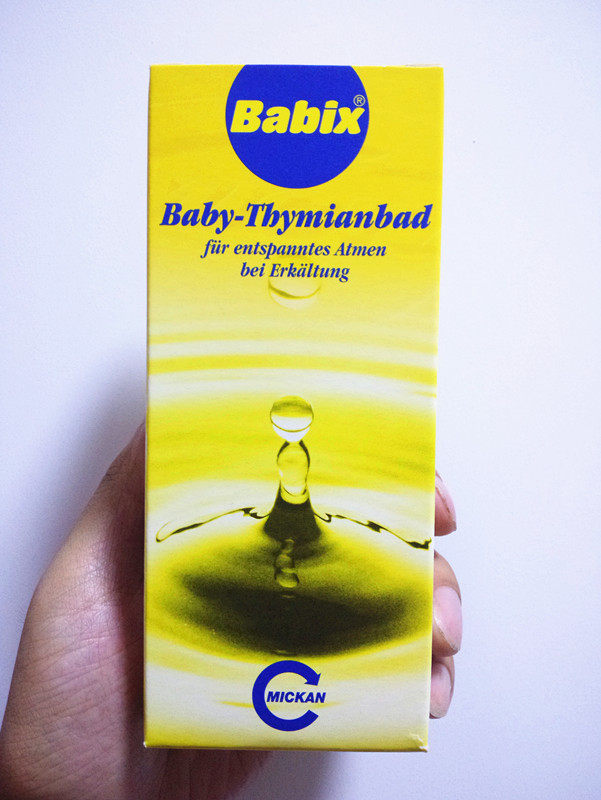 Babix®
Baby-Thymianbad
für entspanntes Atmen
bei Erkältung
MICKAN